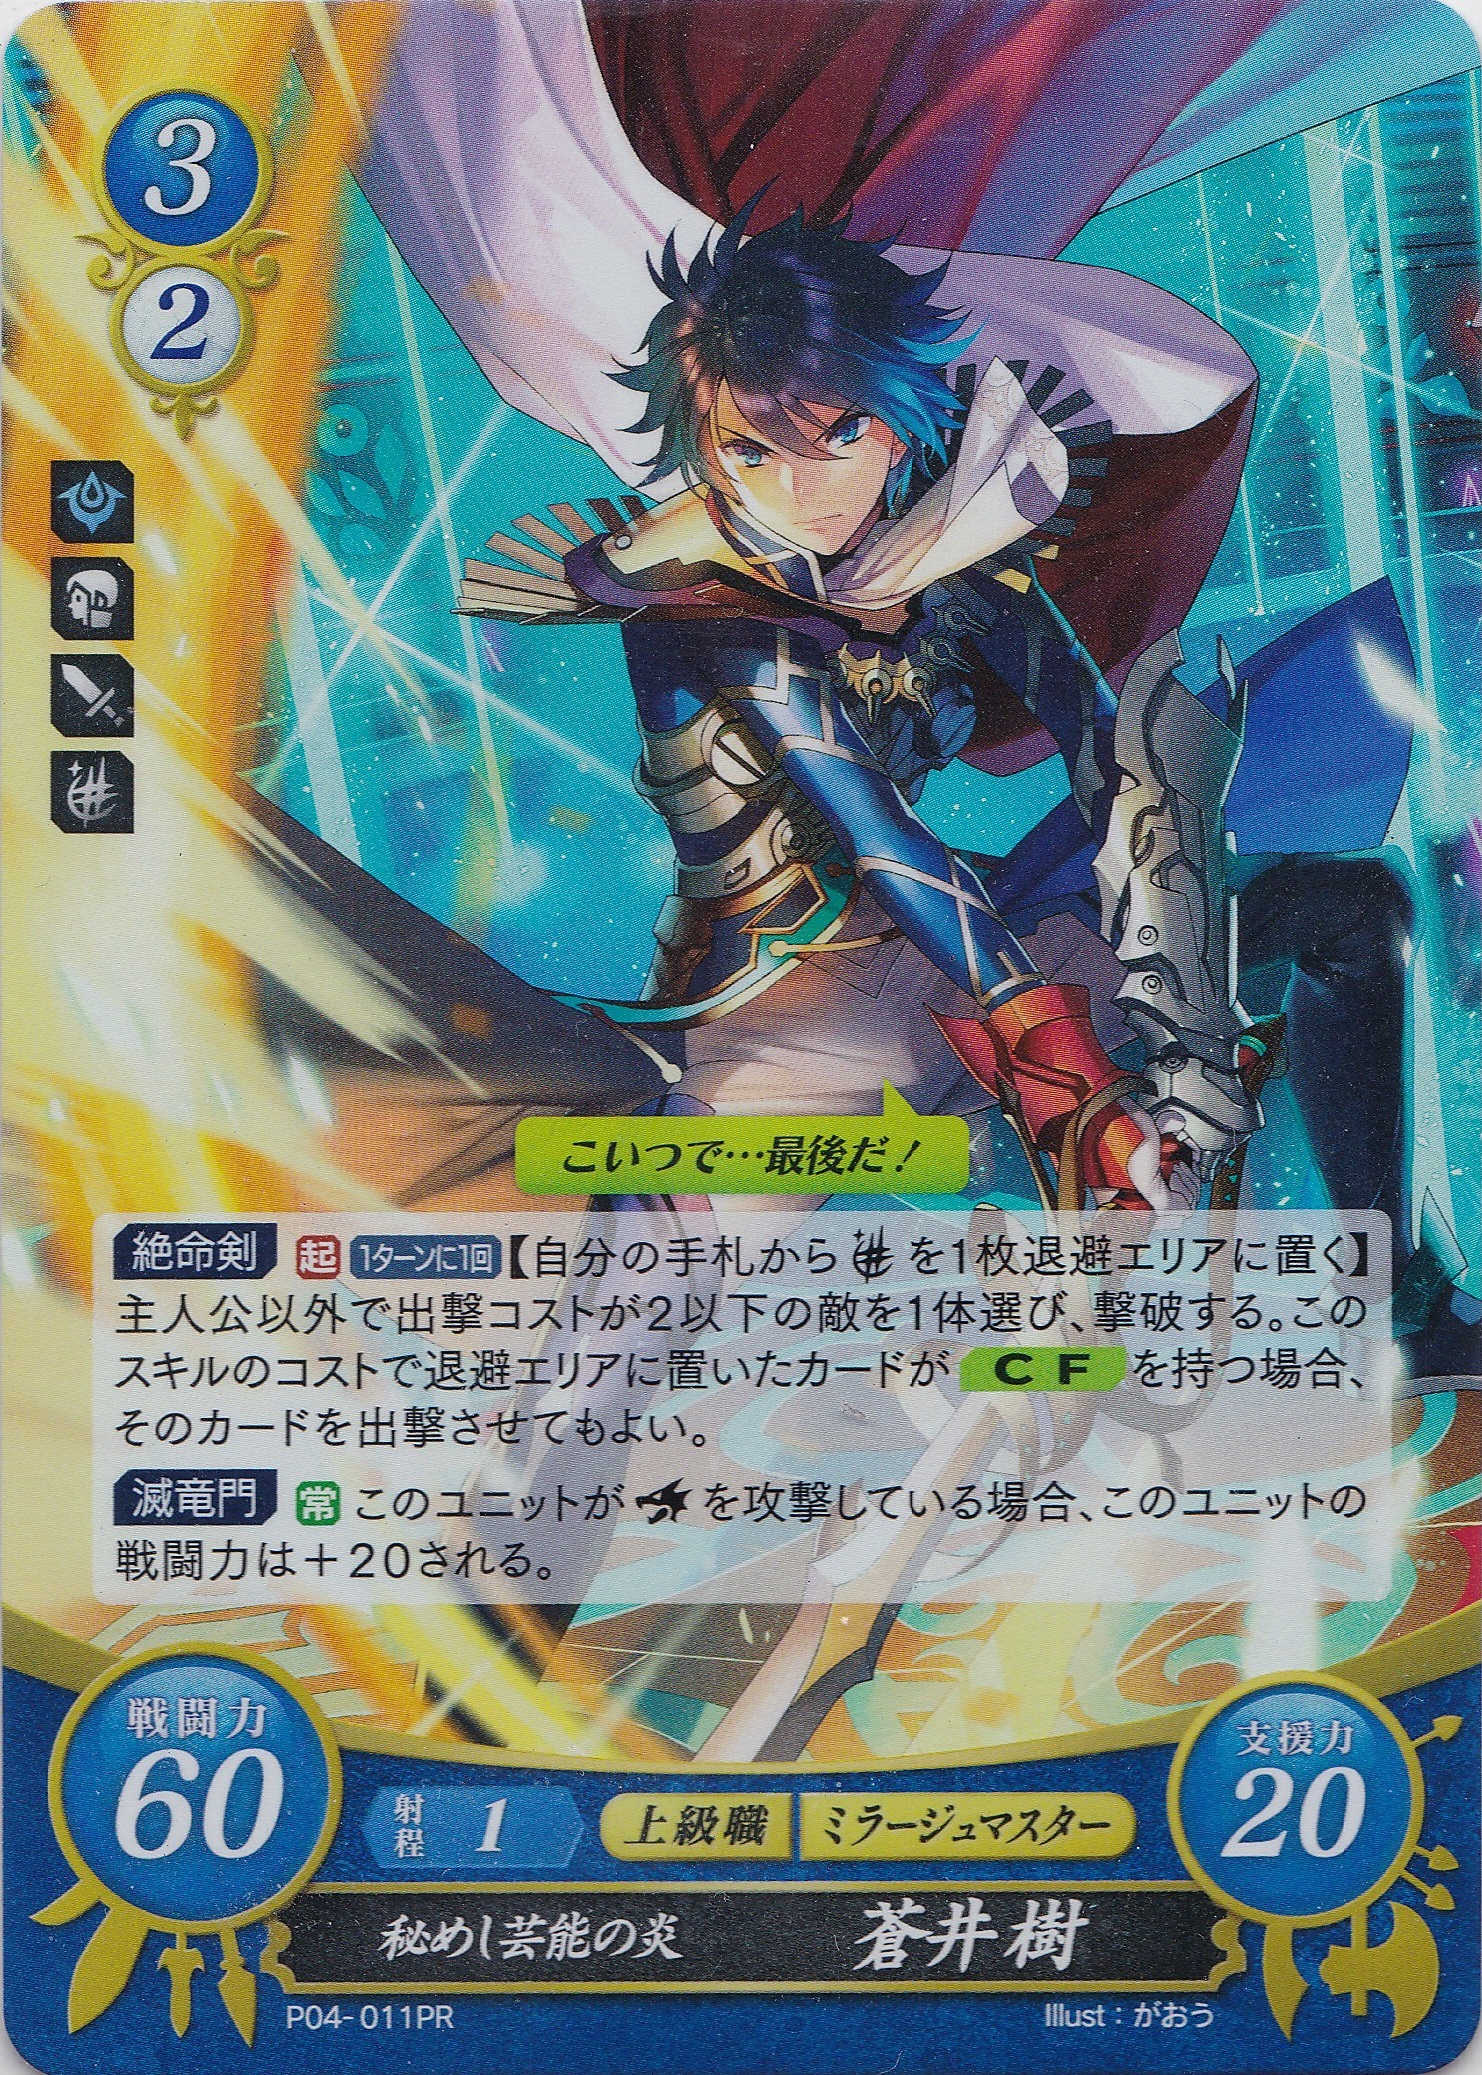 3
2
こいつで…最後だ！
絶命剣 起 1ターンに1回【自分の手札から を1枚退避エリアに置く】
主人公以外で出撃コストが2以下の敵を1体選び、撃破する。この
スキルのコストで退避エリアに置いたカードが CF を持つ場合、
そのカードを出撃させてもよい。
滅竜門 常 このユニットが を攻撃している場合、このユニットの
戦闘力は＋20される。
戦闘力
60
射程 1
上級職 ミラージュマスター
支援力
20
秘めし芸能の炎 蒼井樹
P04-011PR
Illust：がおう